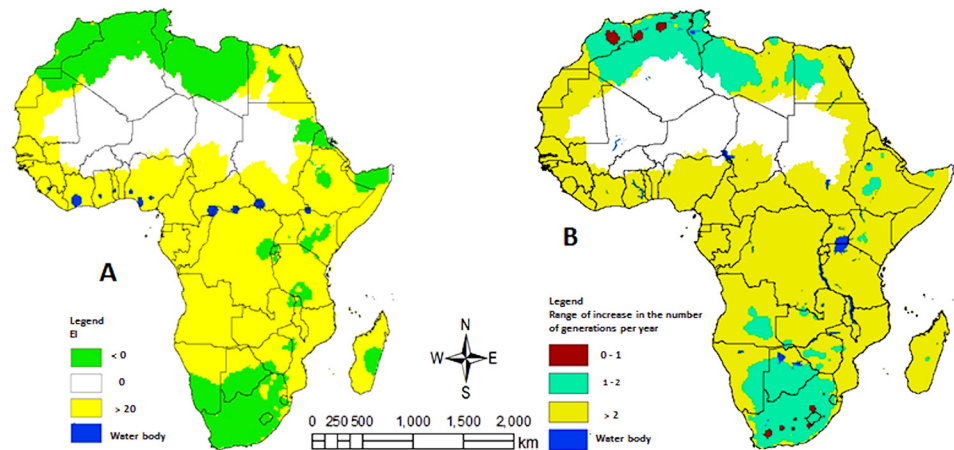 A
Legend
EI
< 0
0
> 20
Water body
N
W E
S
0 250 500 1,000 1,500 2,000
km
B
Legend
Range of increase in the number
of generations per year
0 - 1
1 - 2
> 2
Water body